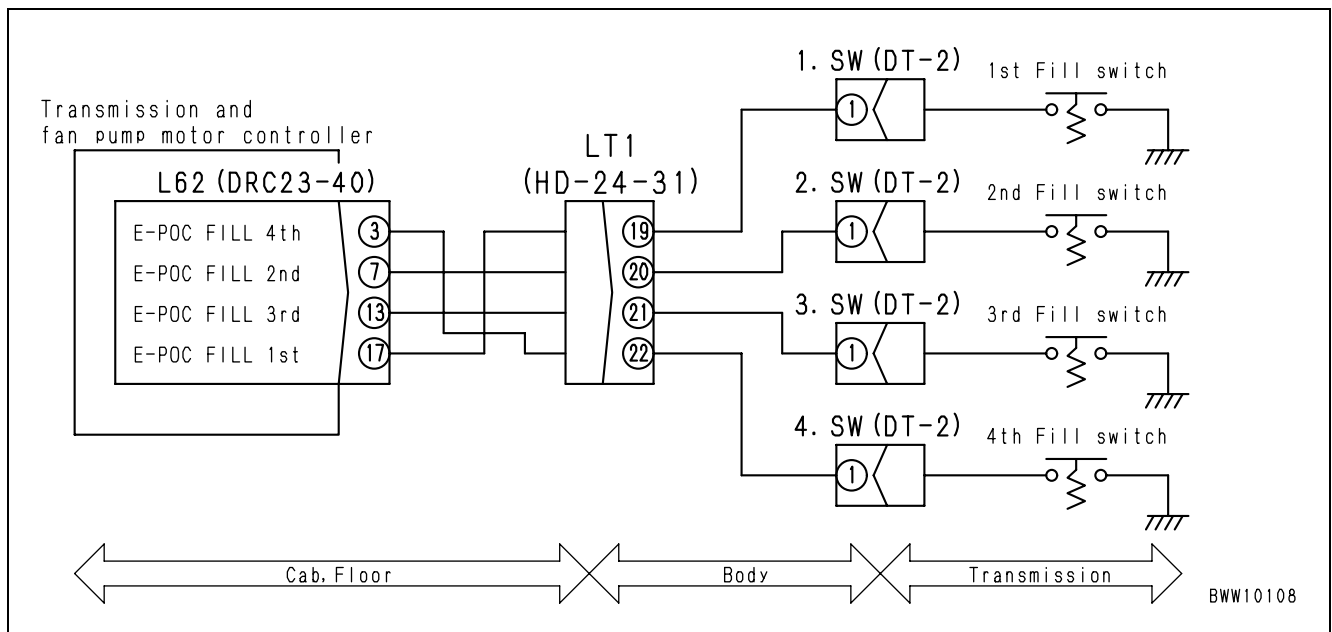 1. SW (DT-2)
1st Fill switch
①
Transmission and
fan pump motor controller
LT1
(HD-24-31)
L62 (DRC23-40)
2. SW (DT-2)
2nd Fill switch
①
E-POC FILL 4th ③
E-POC FILL 2nd ⑦
E-POC FILL 3rd ⑬
E-POC FILL 1st ⑰
⑲
⑳
㉑
㉒
3. SW (DT-2)
3rd Fill switch
①
4. SW (DT-2)
4th Fill switch
①
Cab, Floor
Body
Transmission
BWW10108